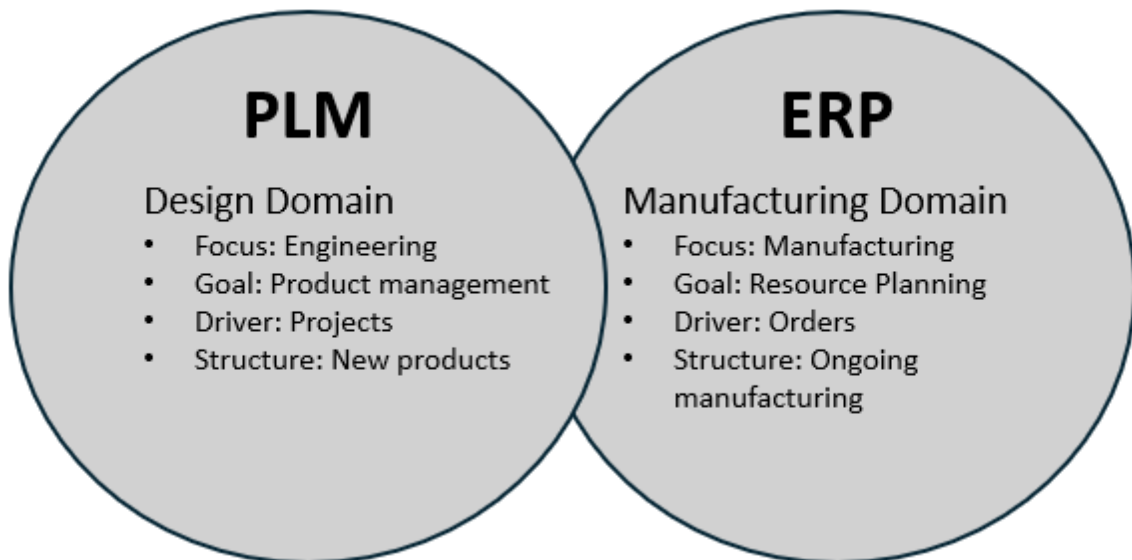 PLM
Design Domain
• Focus: Engineering
• Goal: Product management
• Driver: Projects
• Structure: New products
ERP
Manufacturing Domain
• Focus: Manufacturing
• Goal: Resource Planning
• Driver: Orders
• Structure: Ongoing
manufacturing